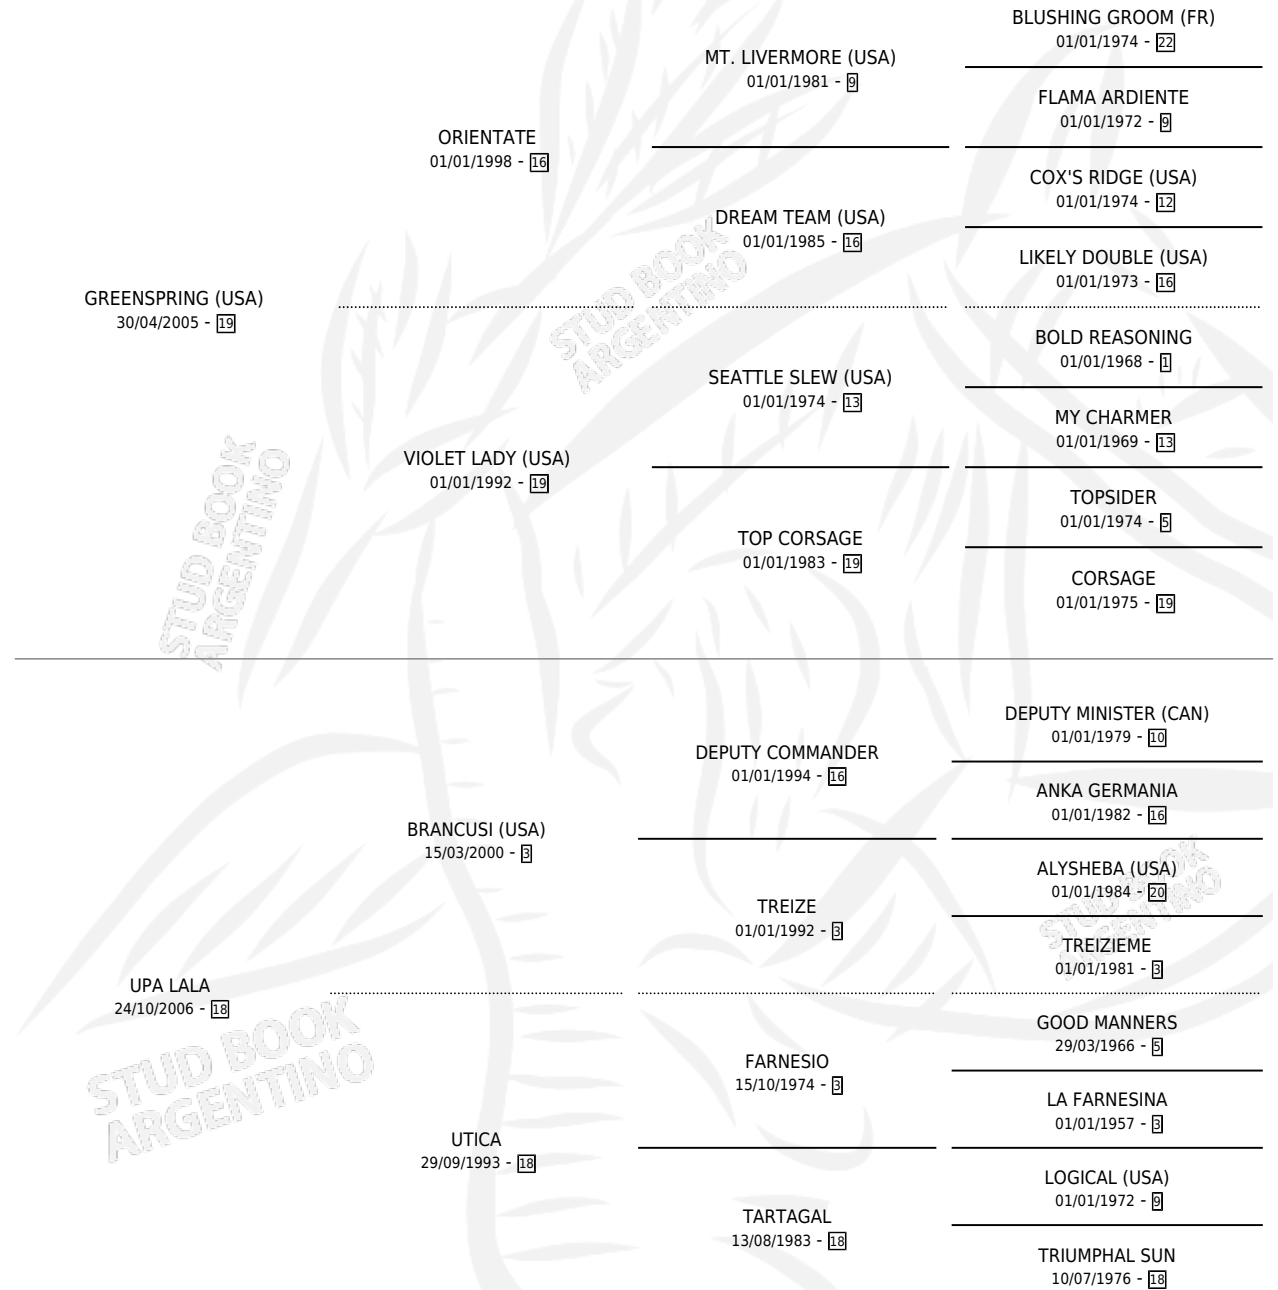 BLUSHING GROOM (FR)
01/01/1974 - 22
MT. LIVERMORE (USA)
01/01/1981 - 9
FLAMA ARDIENTE
01/01/1972 - 9
ORIENTATE
01/01/1998 - 16
COX'S RIDGE (USA)
01/01/1974 - 12
DREAM TEAM (USA)
01/01/1985 - 16
LIKELY DOUBLE (USA)
01/01/1973 - 16
GREENSPRING (USA)
30/04/2005 - 19
BOLD REASONING
01/01/1968 - 1
SEATTLE SLEW (USA)
01/01/1974 - 13
MY CHARMER
01/01/1969 - 13
VIOLET LADY (USA)
01/01/1992 - 19
TOPSIDER
01/01/1974 - 5
TOP CORSAGE
01/01/1983 - 19
CORSAGE
01/01/1975 - 19
DEPUTY MINISTER (CAN)
01/01/1979 - 10
DEPUTY COMMANDER
01/01/1994 - 16
ANKA GERMANIA
01/01/1982 - 16
BRANCUSI (USA)
15/03/2000 - 3
ALYSHEBA (USA)
01/01/1984 - 20
TREIZE
01/01/1992 - 3
TREIZIEME
01/01/1981 - 3
UPA LALA
24/10/2006 - 18
GOOD MANNERS
29/03/1966 - 5
FARNESIO
15/10/1974 - 3
LA FARNESINA
01/01/1957 - 3
UTICA
29/09/1993 - 18
LOGICAL (USA)
01/01/1972 - 9
TARTAGAL
13/08/1983 - 18
TRIUMPHAL SUN
10/07/1976 - 18
STUD BOOK
ARGENTINO
STUD BOOK
ARGENTINO
STUD BOOK
ARGENTINO
STUD BOOK
ARGENTINO